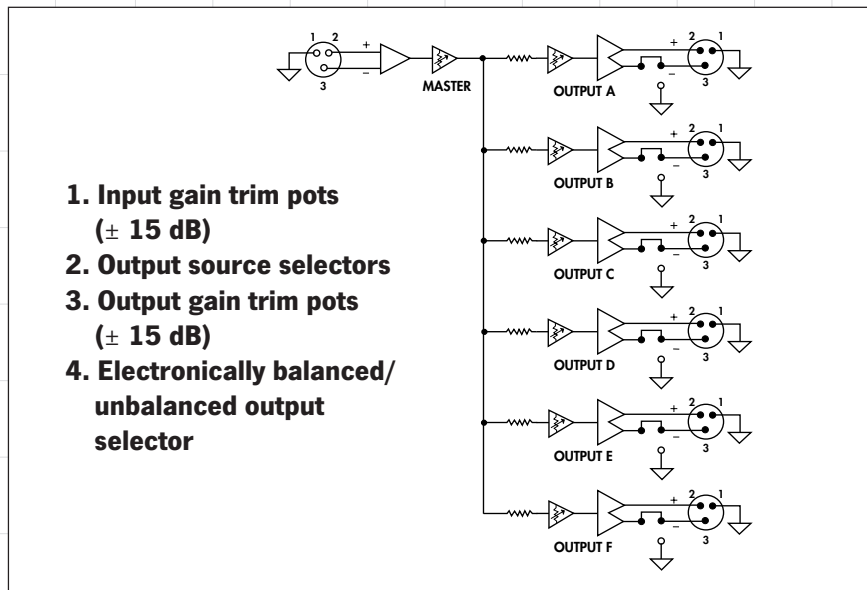 1 2 +
−
3
MASTER
+ 2 1
−
3
OUTPUT A
+ 2 1
−
3
OUTPUT B
1. Input gain trim pots
(± 15 dB)
2. Output source selectors
3. Output gain trim pots
(± 15 dB)
4. Electronically balanced/
unbalanced output
selector
+ 2 1
−
3
OUTPUT C
+ 2 1
−
3
OUTPUT D
+ 2 1
−
3
OUTPUT E
+ 2 1
−
3
OUTPUT F